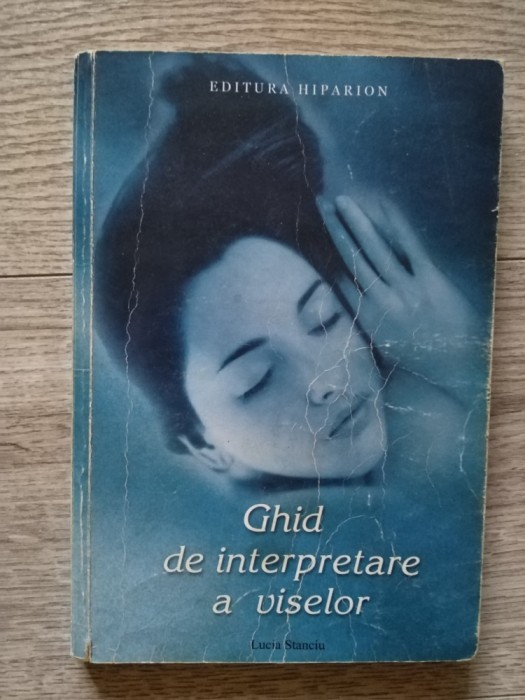 EDITURA HIPARION
Ghid
de interpretare
a viselor
Lucia Stanciu